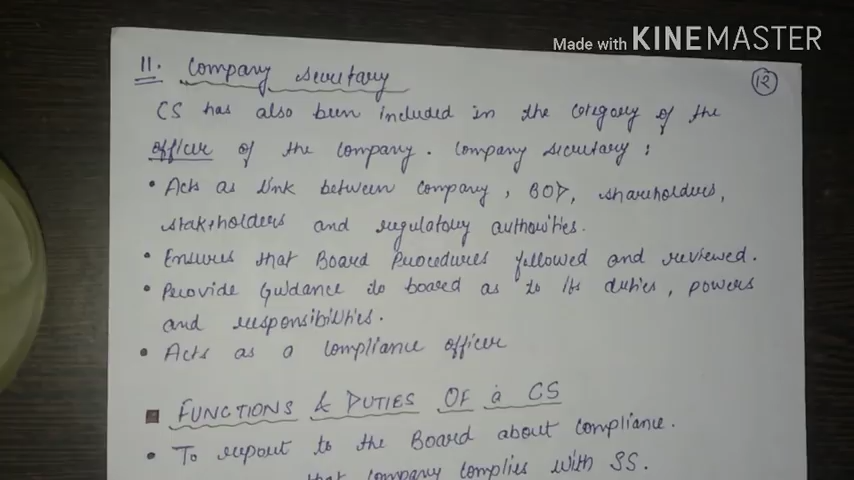 Made with KINEMASTER
11. Company Secretary
12
CS has also been included in the category of the
officer of the company. Company Secretary :
• Acts as link between company, BOD, shareholders,
stakeholders and regulatory authorities.
• Ensures that Board Procedures followed and reviewed.
• Provide Guidance to board as to its duties, powers
and responsibilities.
• Acts as a compliance officer
FUNCTIONS & DUTIES OF a CS
• To report to the Board about compliance.
that company complies with SS.